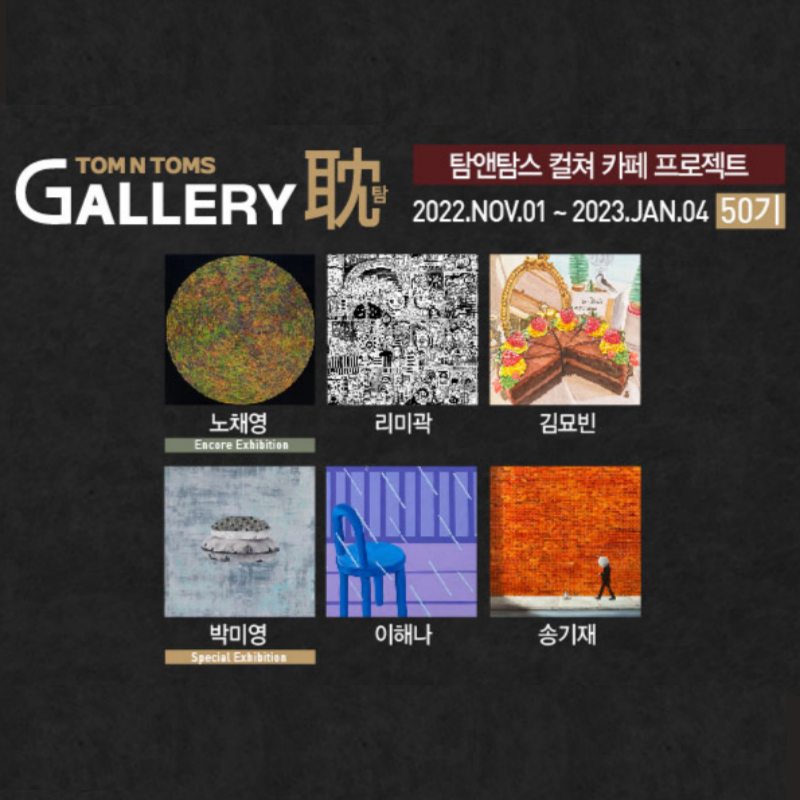 TOM N TOMS
GALLERY 耽 탐
탐앤탐스 컬쳐 카페 프로젝트
2022.NOV.01 ~ 2023.JAN.04 50기
노채영
리미곽
김묘빈
Encore Exhibition
박미영
이해나
송기재
Special Exhibition